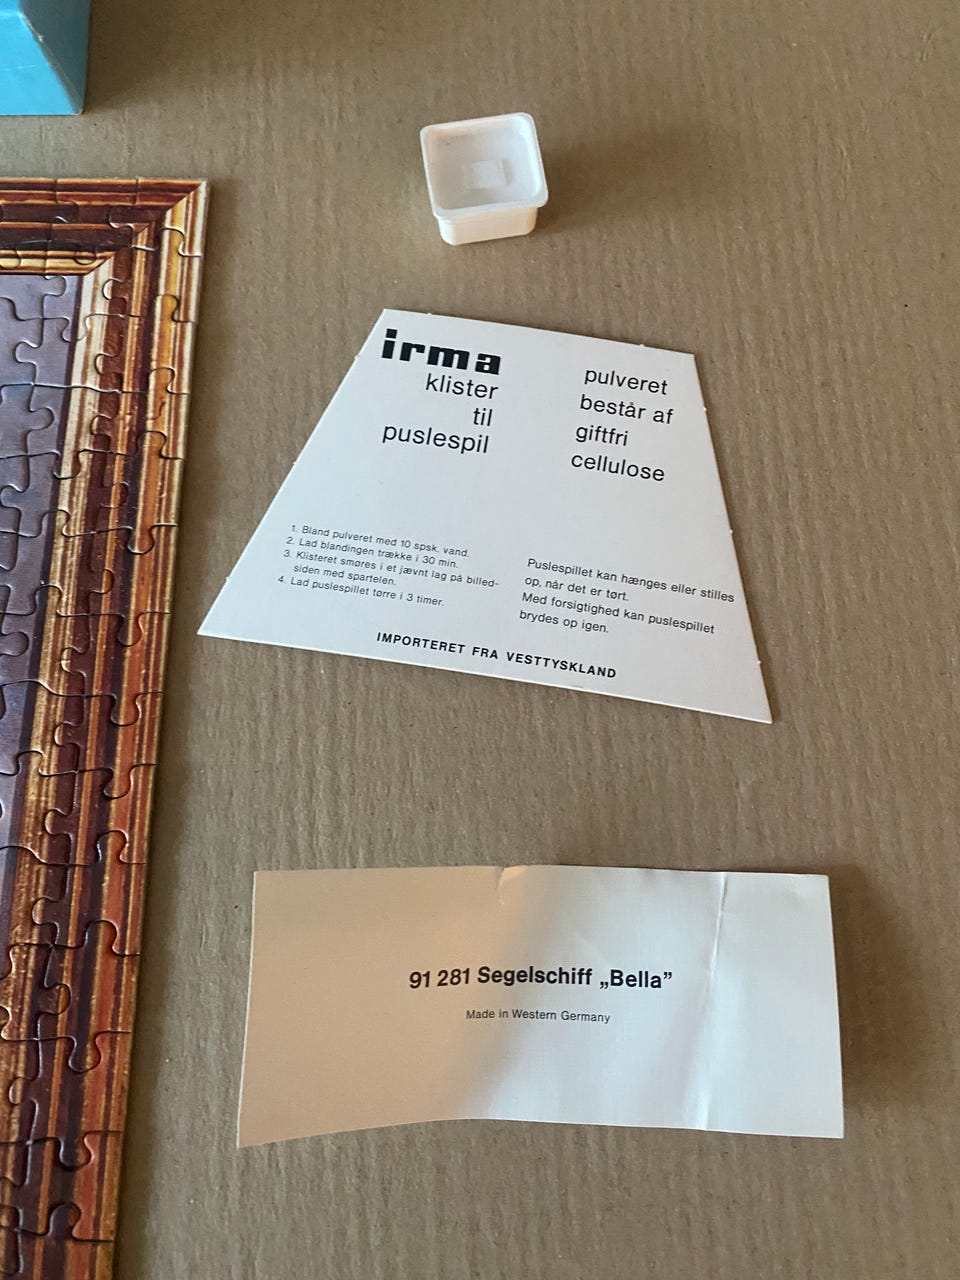 irma
klister
til
puslespil
pulveret
består af
giftfri
cellulose
1. Bland pulveret med 10 spsk. vand.
2. Lad blandingen trække i 30 min.
3. Klisteret smøres i et jævnt lag på billed-
siden med spartelen.
4. Lad puslespillet tørre i 3 timer.
Puslespillet kan hænges eller stilles
op, når det er tørt.
Med forsigtighed kan puslespillet
brydes op igen.
IMPORTERET FRA VESTTYSKLAND
91 281 Segelschiff „Bella”
Made in Western Germany